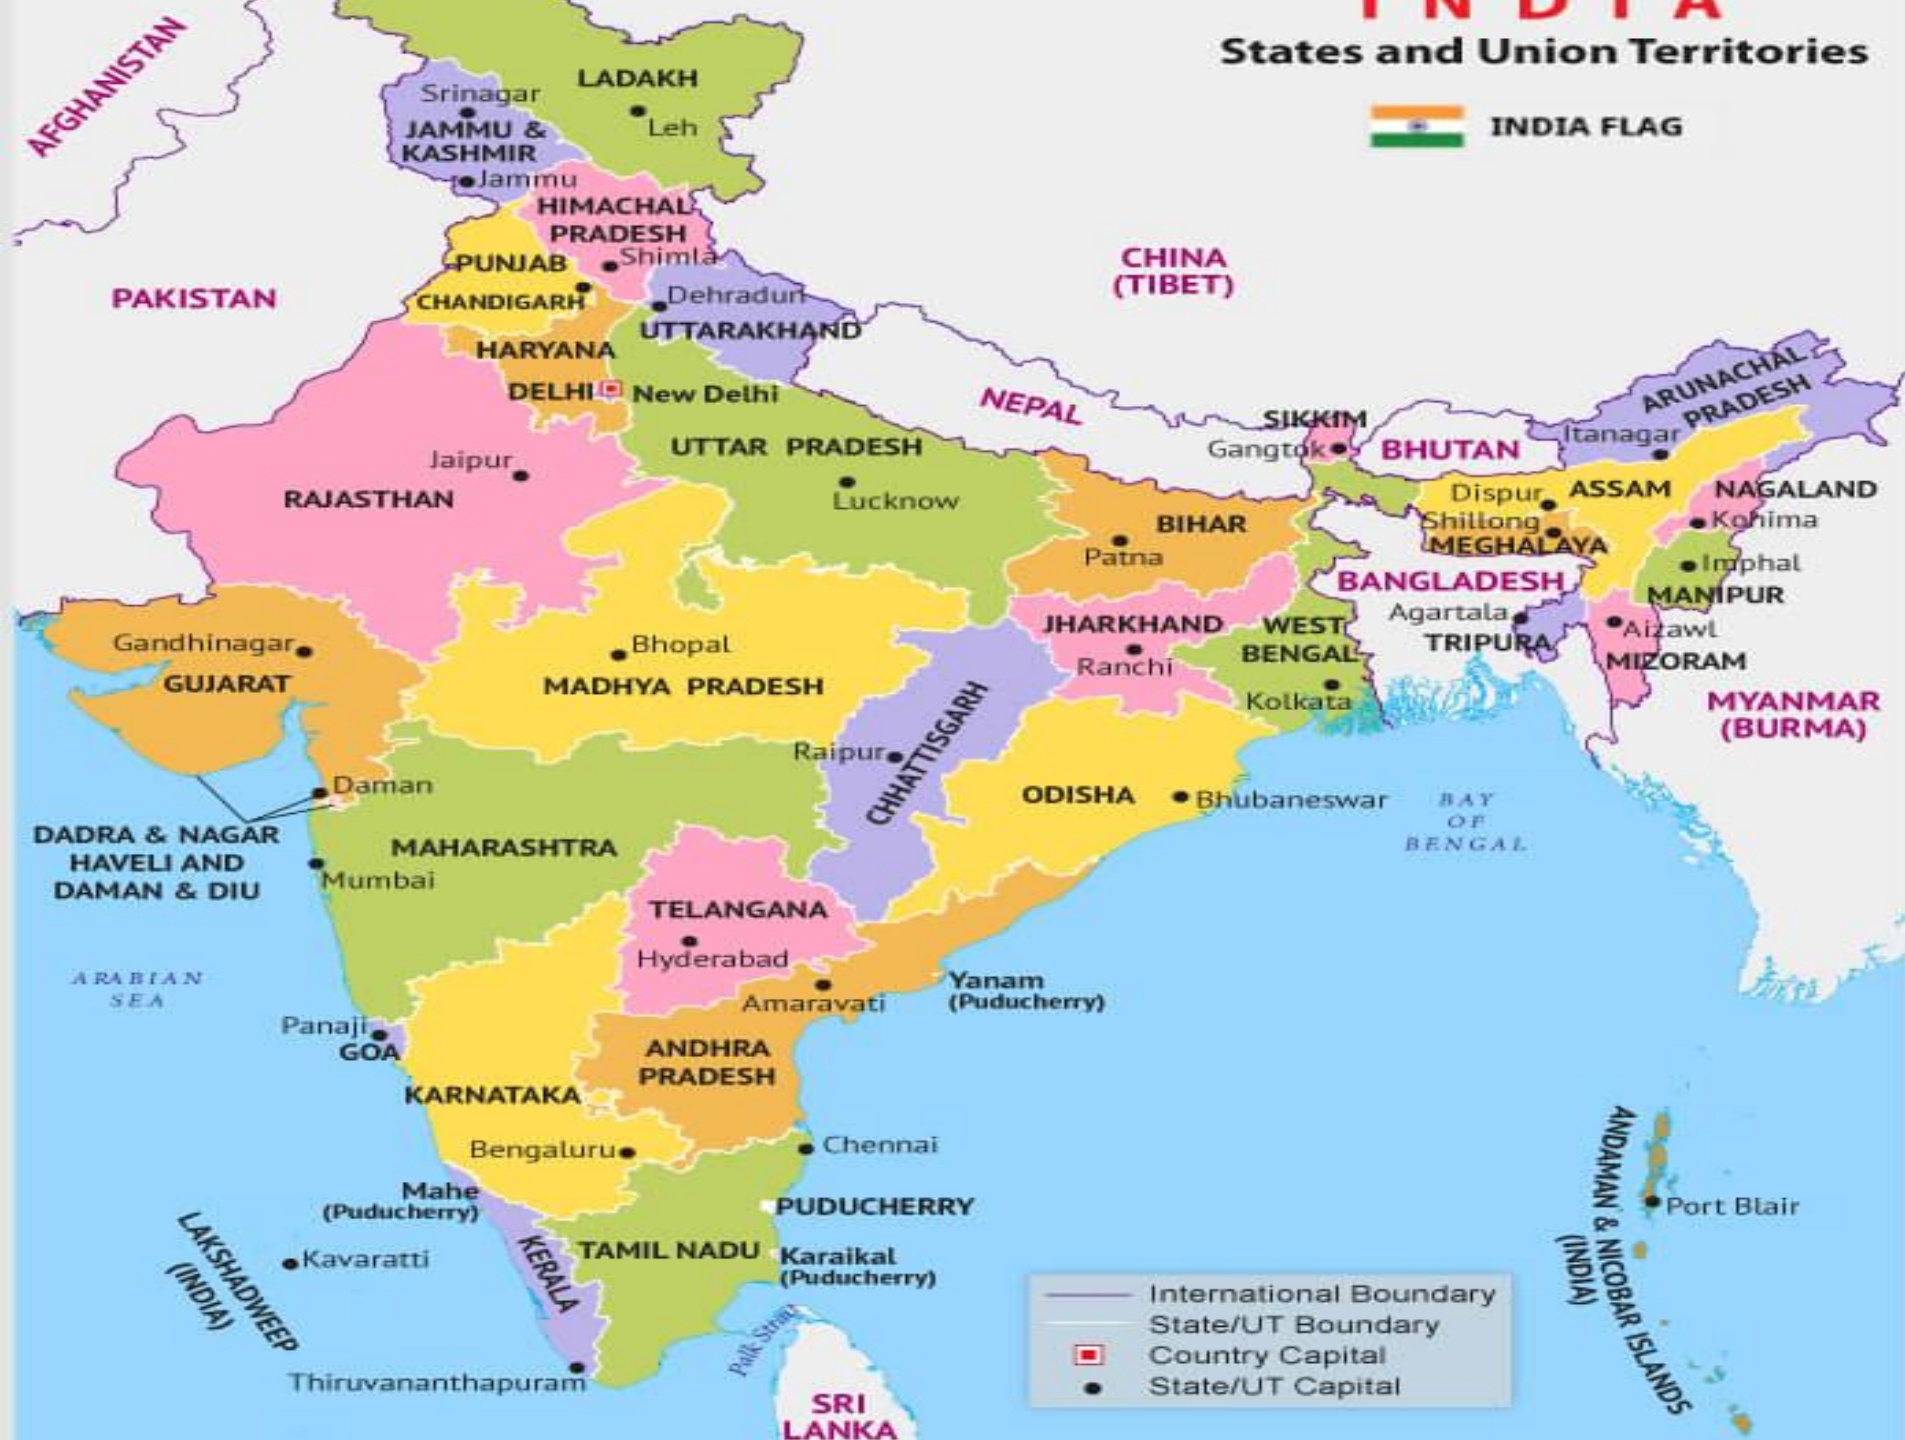 INDIA
States and Union Territories
INDIA FLAG
AFGHANISTAN
LADAKH
Srinagar
Leh
JAMMU &
KASHMIR
Jammu
HIMACHAL
PRADESH
Shimla
PUNJAB
CHANDIGARH
Dehradun
UTTARAKHAND
PAKISTAN
CHINA
(TIBET)
HARYANA
DELHI
New Delhi
NEPAL
SIKKIM
Gangtok
BHUTAN
ARUNACHAL
PRADESH
Itanagar
UTTAR PRADESH
Lucknow
Jaipur
RAJASTHAN
BIHAR
Patna
Dispur
ASSAM
NAGALAND
Kohima
Shillong
MEGHALAYA
Imphal
MANIPUR
BANGLADESH
Agartala
TRIPURA
Aizawl
MIZORAM
MYANMAR
(BURMA)
Gandhinagar
GUJARAT
Bhopal
MADHYA PRADESH
JHARKHAND
Ranchi
WEST
BENGAL
Kolkata
Raipur
CHHATTISGARH
ODISHA
Bhubaneswar
BAY
OF
BENGAL
Daman
DADRA & NAGAR
HAVELI AND
DAMAN & DIU
MAHARASHTRA
Mumbai
TELANGANA
Hyderabad
ARABIAN
SEA
Amaravati
Yanam
(Puducherry)
Panaji
GOA
ANDHRA
PRADESH
KARNATAKA
Bengaluru
Chennai
Mahe
(Puducherry)
PUDUCHERRY
LAKSHADWEEP
(INDIA)
Kavaratti
KERALA
TAMIL NADU
Karaikal
(Puducherry)
Thiruvananthapuram
Palk Strait
SRI
LANKA
ANDAMAN & NICOBAR ISLANDS
(INDIA)
Port Blair
International Boundary
State/UT Boundary
Country Capital
State/UT Capital